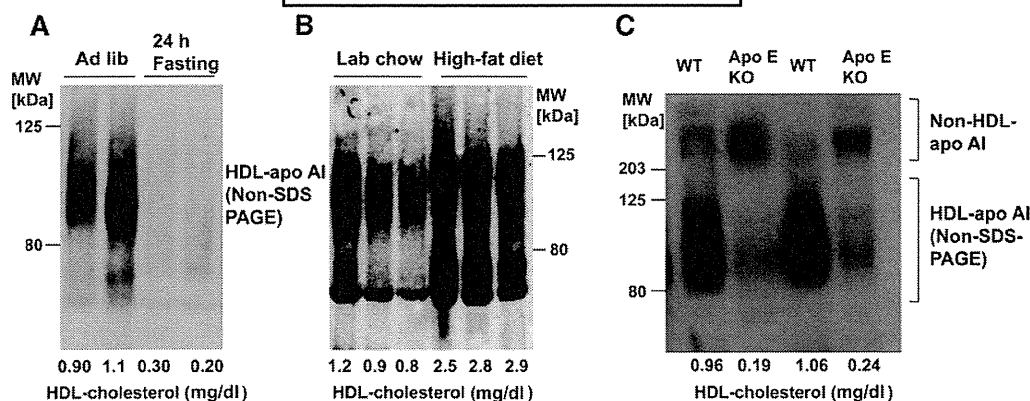 A
Ad lib
24 h
Fasting
MW
[kDa]
125
80
HDL-apo AI
(Non-SDS
PAGE)
0.90 1.1 0.30 0.20
HDL-cholesterol (mg/dl)
B
Lab chow High-fat diet
MW
[kDa]
125
80
1.2 0.9 0.8 2.5 2.8 2.9
HDL-cholesterol (mg/dl)
C
WT Apo E KO WT Apo E KO
MW
[kDa]
203
125
80
Non-HDL-
apo AI
HDL-apo AI
(Non-SDS-
PAGE)
0.96 0.19 1.06 0.24
HDL-cholesterol (mg/dl)